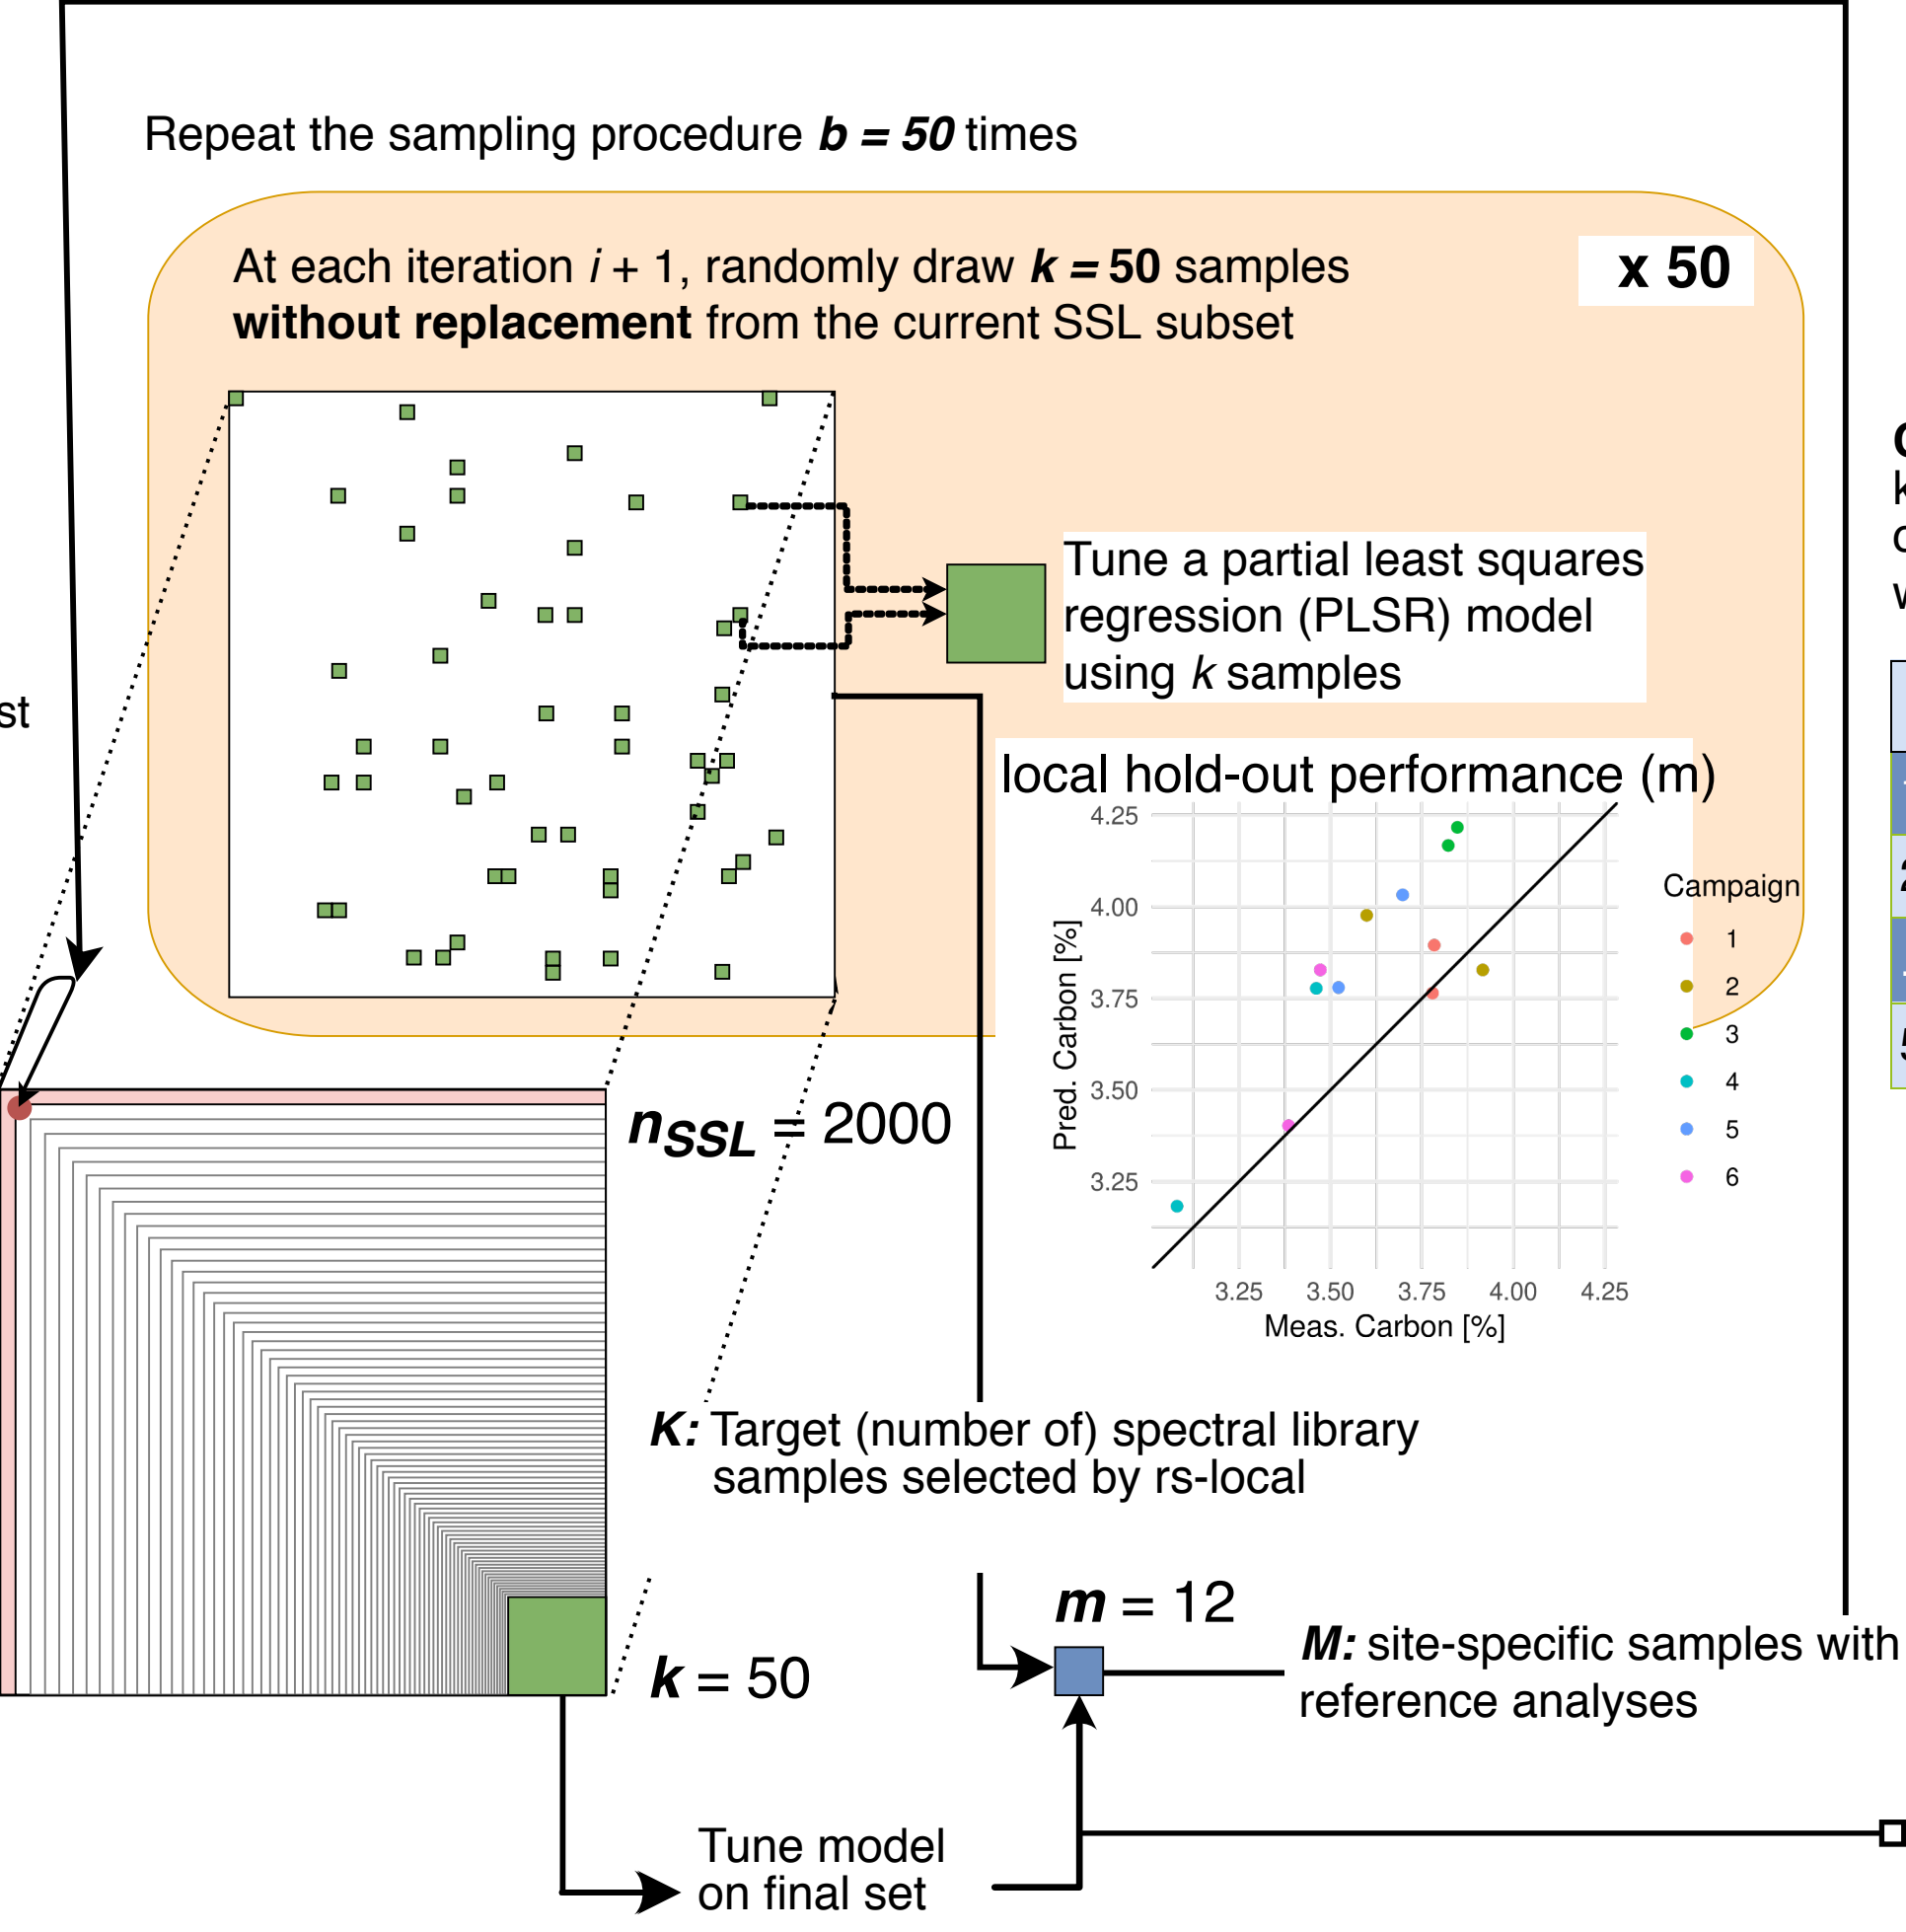 Repeat the sampling procedure b = 50 times
At each iteration i + 1, randomly draw k = 50 samples
without replacement from the current SSL subset
x 50
Tune a partial least squares
regression (PLSR) model
using k samples
st
local hold-out performance (m)
4.25
4.00
3.75
3.50
3.25
Pred. Carbon [%]
3.25 3.50 3.75 4.00 4.25
Meas. Carbon [%]
Campaign
1
2
3
4
5
6
nSSL = 2000
K: Target (number of) spectral library
samples selected by rs-local
k = 50
m = 12
M: site-specific samples with
reference analyses
Tune model
on final set